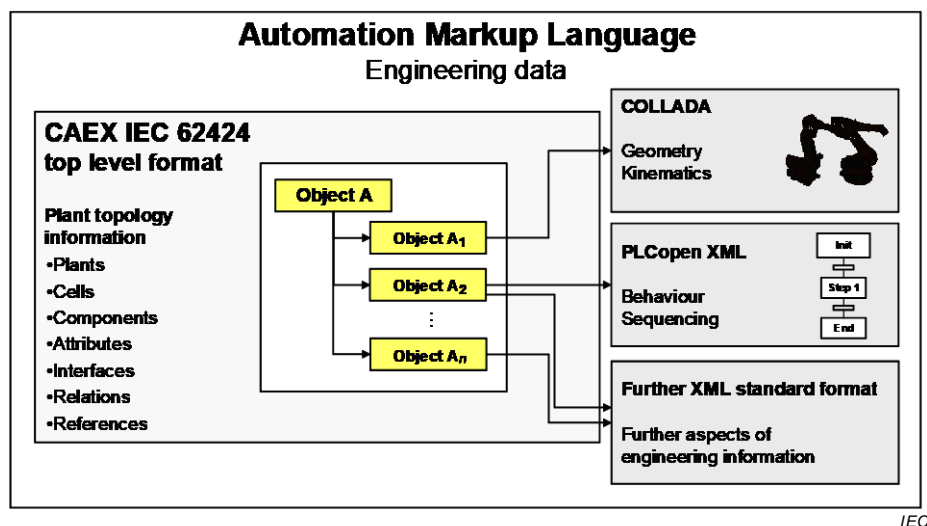 Automation Markup Language
Engineering data
CAEX IEC 62424
top level format
Plant topology
information
•Plants
•Cells
•Components
•Attributes
•Interfaces
•Relations
•References
Object A
Object A₁
Object A₂
⋮
Object Aₙ
COLLADA
Geometry
Kinematics
PLCopen XML
Behaviour
Sequencing
Init
Step 1
End
Further XML standard format
Further aspects of
engineering information
IEC